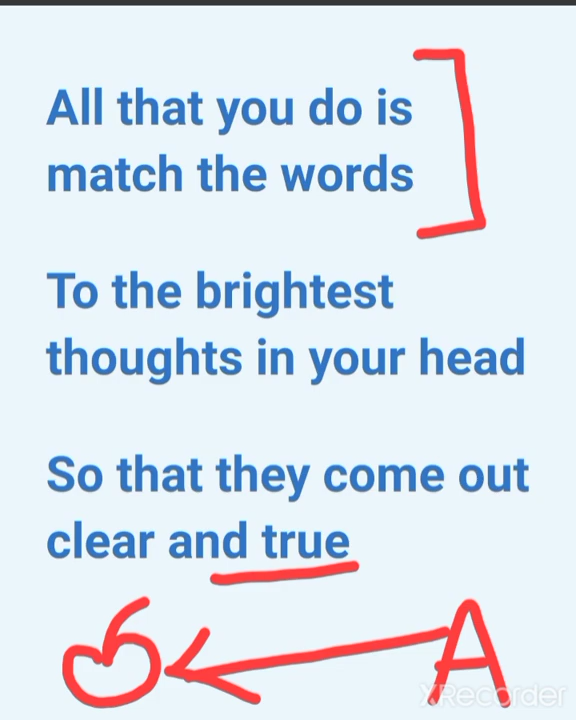 All that you do is
match the words
To the brightest
thoughts in your head
So that they come out
clear and true
A
XRecorder